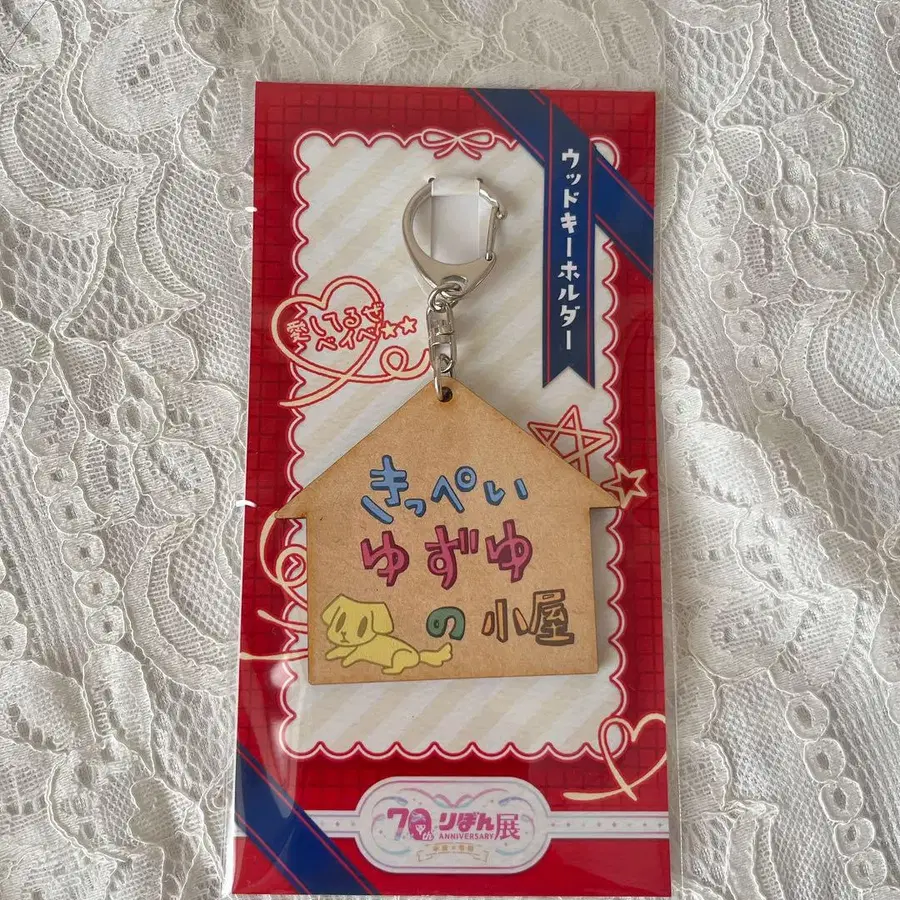 ウッドキーホルダー
愛してるぜ
ベイベ★★
きっぺい
ゆずゆ
の小屋
70th りぼん展
ANNIVERSARY